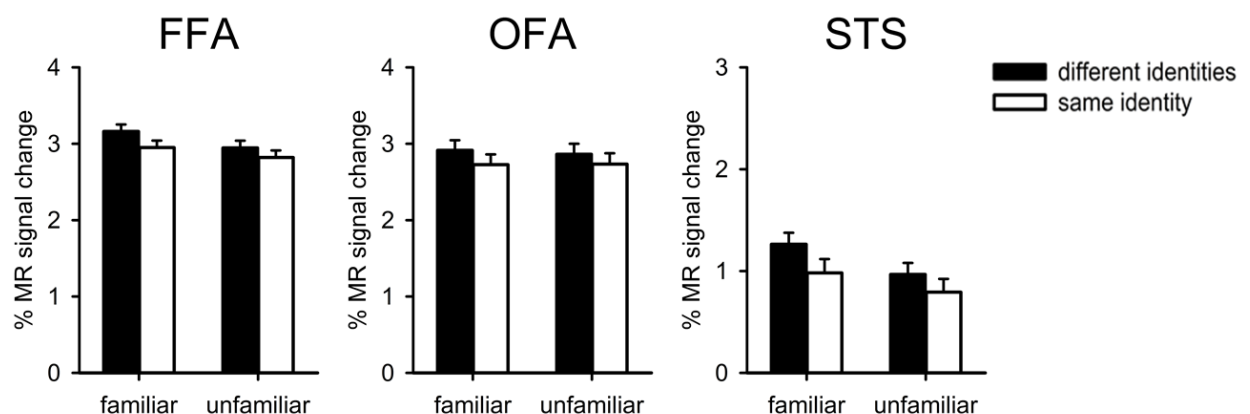 FFA
% MR signal change
4
3
2
1
0
familiar unfamiliar
OFA
% MR signal change
4
3
2
1
0
familiar unfamiliar
STS
% MR signal change
3
2
1
0
familiar unfamiliar
different identities
same identity